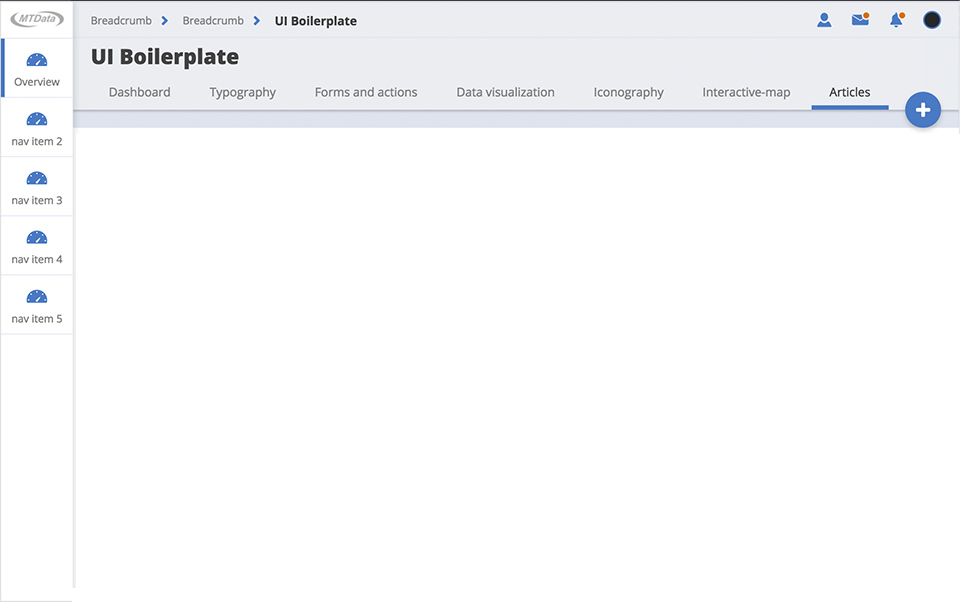 MTData
Breadcrumb Breadcrumb UI Boilerplate
UI Boilerplate
Dashboard Typography Forms and actions Data visualization Iconography Interactive-map Articles
Overview
nav item 2
nav item 3
nav item 4
nav item 5